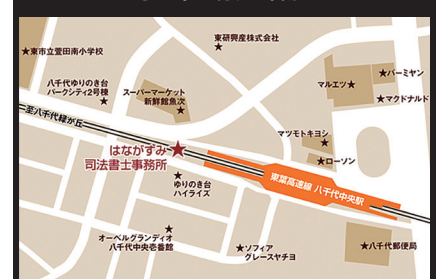 東研興産株式会社
東市立萱田南小学校
八千代ゆりのき台
パークシティ2号棟
スーパーマーケット
新鮮館魚次
マルエツ
バーミヤン
マクドナルド
至八千代緑が丘
マツモトキヨシ
はながすみ
司法書士事務所
ローソン
ゆりのき台
ハイライズ
東葉高速線 八千代中央駅
オーベルグランディオ
八千代中央壱番館
ソフィア
グレースヤチヨ
八千代郵便局